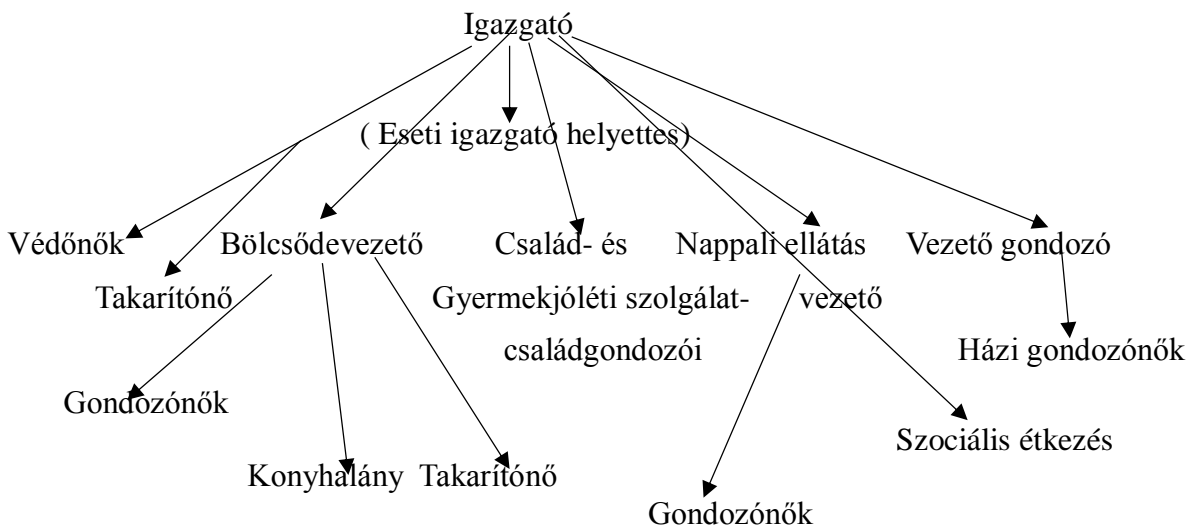 Igazgató
( Eseti igazgató helyettes)
Védőnők Bölcsődevezető Család- és Nappali ellátás Vezető gondozó
Takarítónő Gyermekjóléti szolgálat- vezető
családgondozói Házi gondozónők
Gondozónők
Szociális étkezés
Konyhalány Takarítónő
Gondozónők